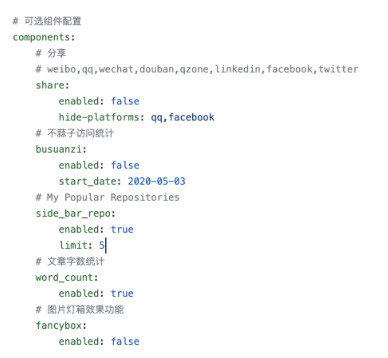 # 可选组件配置
components:
    # 分享
    # weibo,qq,wechat,douban,qzone,linkedin,facebook,twitter
    share:
        enabled: false
        hide-platforms: qq,facebook
    # 不蒜子访问统计
    busuanzi:
        enabled: false
        start_date: 2020-05-03
    # My Popular Repositories
    side_bar_repo:
        enabled: true
        limit: 5
    # 文章字数统计
    word_count:
        enabled: true
    # 图片灯箱效果功能
    fancybox:
        enabled: false